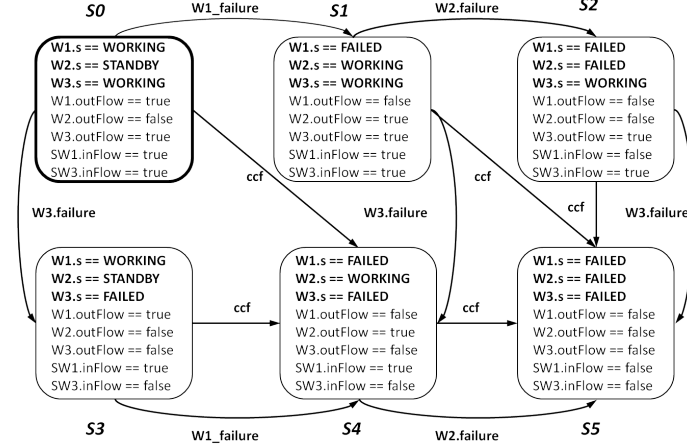 S0
W1_failure
S1
W2.failure
S2
W1.s == WORKING
W2.s == STANDBY
W3.s == WORKING
W1.outFlow == true
W2.outFlow == false
W3.outFlow == true
SW1.inFlow == true
SW3.inFlow == true
W1.s == FAILED
W2.s == WORKING
W3.s == WORKING
W1.outFlow == false
W2.outFlow == true
W3.outFlow == true
SW1.inFlow == true
SW3.inFlow == true
W1.s == FAILED
W2.s == FAILED
W3.s == WORKING
W1.outFlow == false
W2.outFlow == false
W3.outFlow == true
SW1.inFlow == false
SW3.inFlow == true
W3.failure
ccf
W3.failure
ccf
ccf
W3.failure
W1.s == WORKING
W2.s == STANDBY
W3.s == FAILED
W1.outFlow == true
W2.outFlow == false
W3.outFlow == false
SW1.inFlow == true
SW3.inFlow == false
ccf
W1.s == FAILED
W2.s == WORKING
W3.s == FAILED
W1.outFlow == false
W2.outFlow == true
W3.outFlow == false
SW1.inFlow == true
SW3.inFlow == false
ccf
W1.s == FAILED
W2.s == FAILED
W3.s == FAILED
W1.outFlow == false
W2.outFlow == false
W3.outFlow == false
SW1.inFlow == false
SW3.inFlow == false
S3
W1_failure
S4
W2.failure
S5